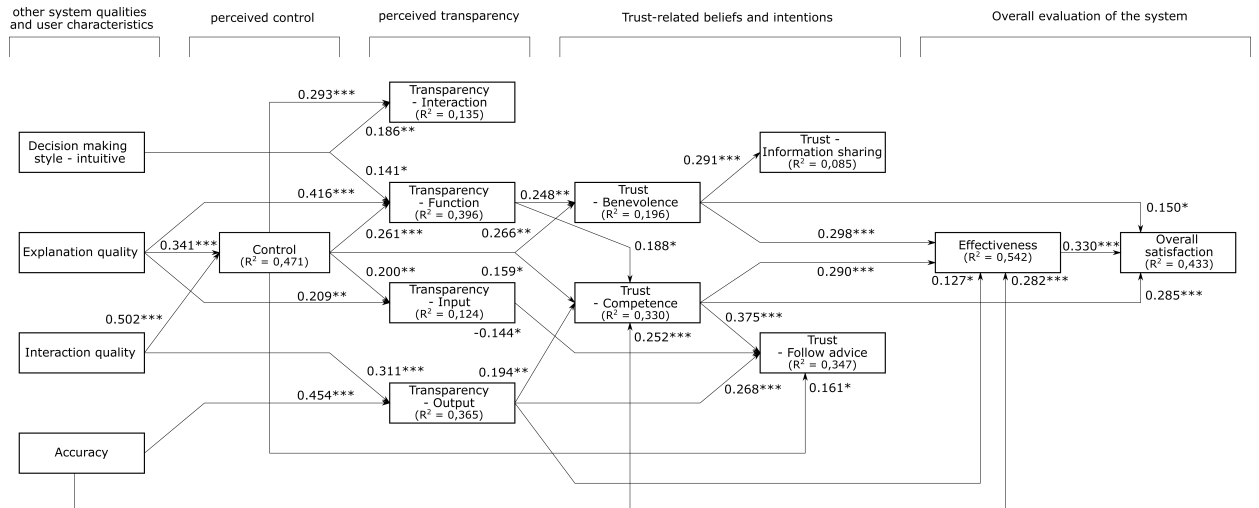 other system qualities
and user characteristics
perceived control
perceived transparency
Trust-related beliefs and intentions
Overall evaluation of the system
0.293***
Transparency
- Interaction
(R² = 0,135)
0.186**
Decision making
style - intuitive
Trust -
Information sharing
(R² = 0,085)
0.291***
0.141*
0.416***
Transparency
- Function
(R² = 0,396)
0.248**
Trust
- Benevolence
(R² = 0,196)
0.150*
0.261***
0.266**
0.188*
0.298***
Explanation quality
0.341***
Control
(R² = 0,471)
Effectiveness
(R² = 0,542)
0.330***
Overall
satisfaction
(R² = 0,433)
0.200**
0.159*
0.290***
0.127*
0.282***
0.209**
Transparency
- Input
(R² = 0,124)
Trust
- Competence
(R² = 0,330)
0.285***
0.502***
-0.144*
0.252***
0.375***
Interaction quality
Trust
- Follow advice
(R² = 0,347)
0.311***
0.194**
0.454***
Transparency
- Output
(R² = 0,365)
0.268***
0.161*
Accuracy